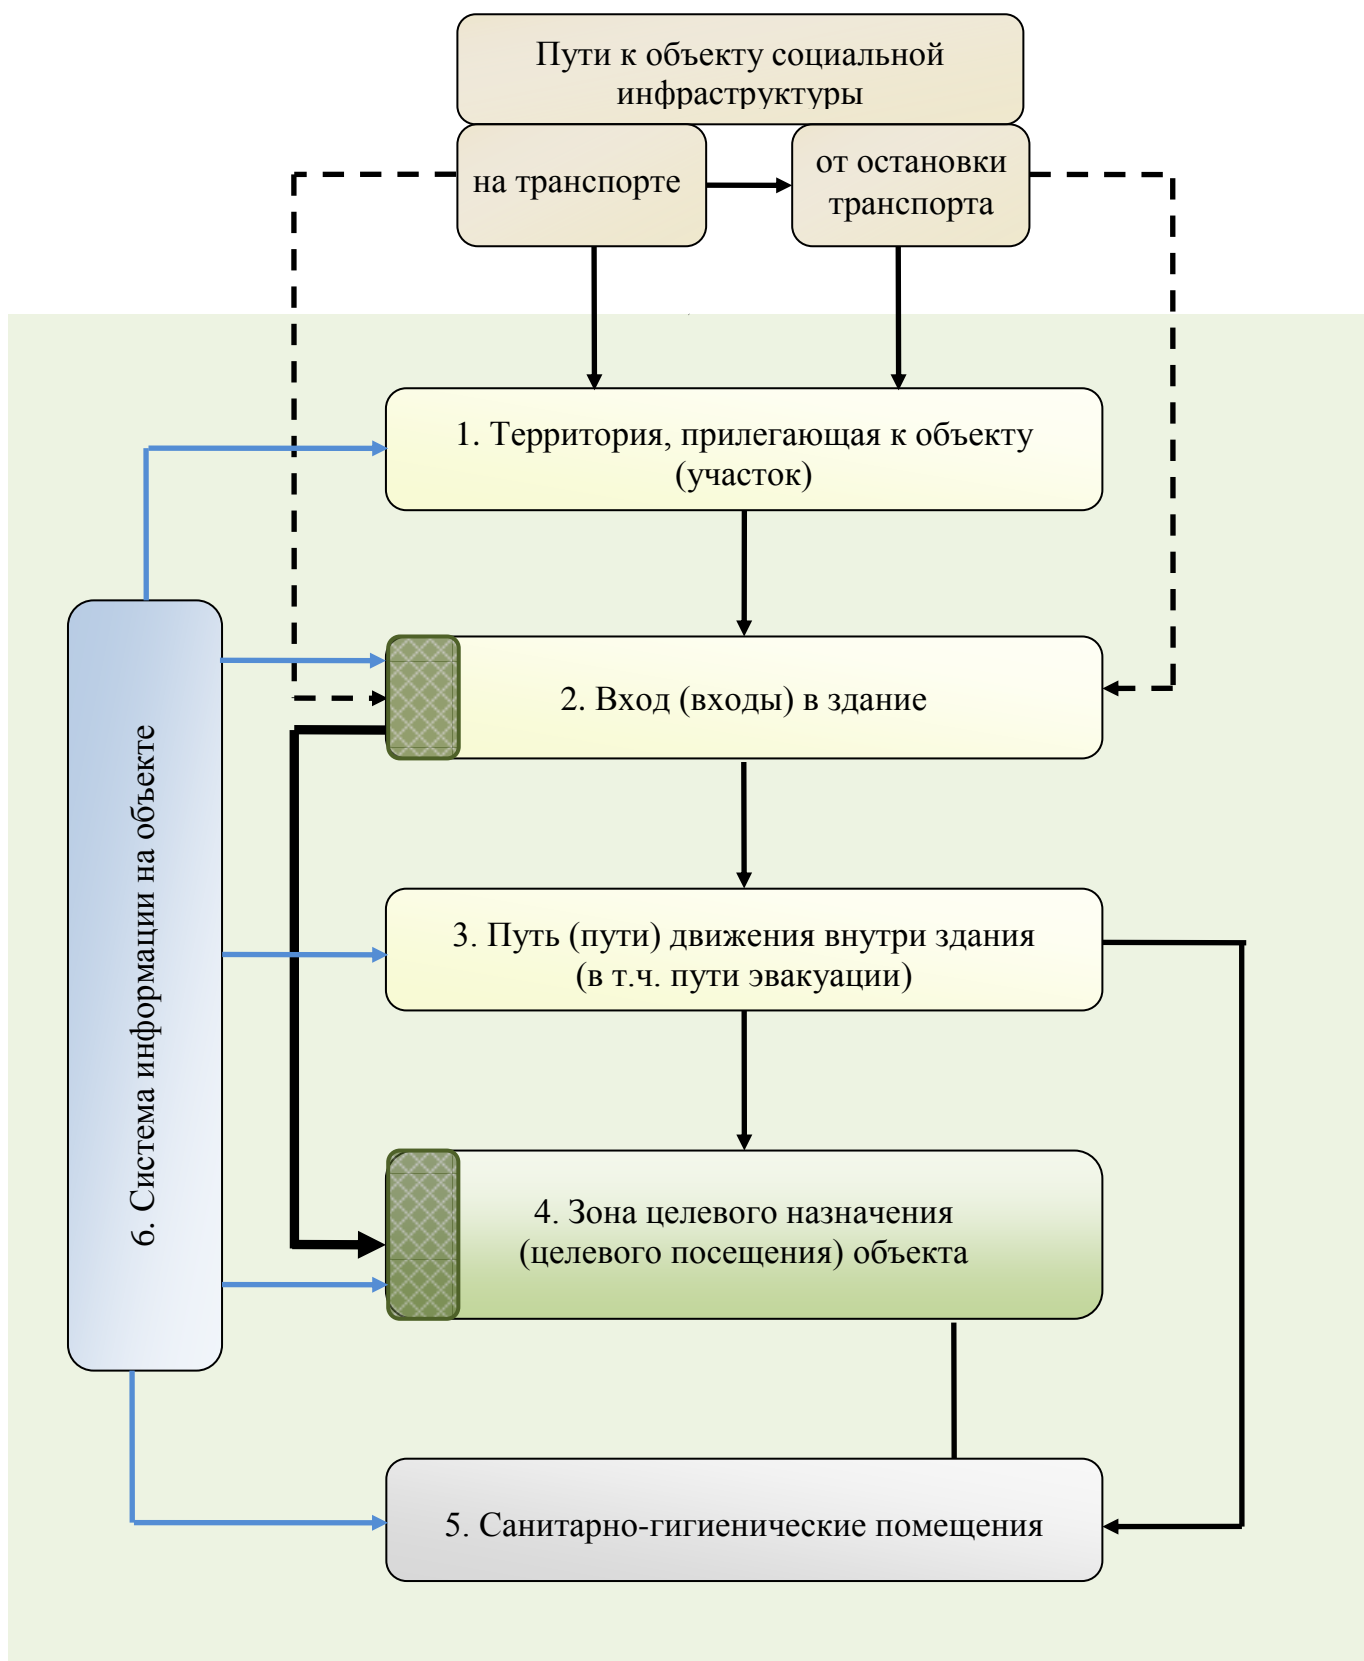 Пути к объекту социальной
инфраструктуры
на транспорте
от остановки
транспорта
1. Территория, прилегающая к объекту
(участок)
2. Вход (входы) в здание
6. Система информации на объекте
3. Путь (пути) движения внутри здания
(в т.ч. пути эвакуации)
4. Зона целевого назначения
(целевого посещения) объекта
5. Санитарно-гигиенические помещения